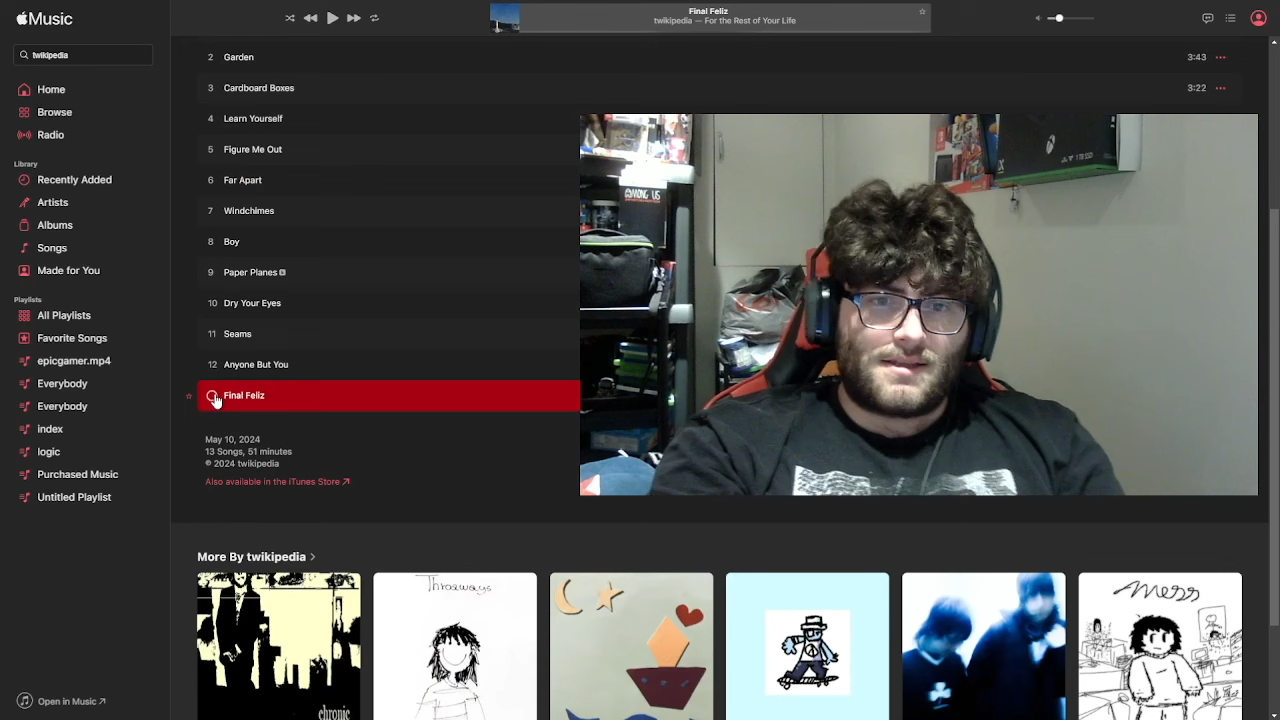 Music
twikipedia
Home
Browse
Radio
Library
Recently Added
Artists
Albums
Songs
Made for You
Playlists
All Playlists
Favorite Songs
epicgamer.mp4
Everybody
Everybody
index
logic
Purchased Music
Untitled Playlist
Open in Music
Final Feliz
twikipedia — For the Rest of Your Life
2 Garden 3:43
3 Cardboard Boxes 3:22
4 Learn Yourself
5 Figure Me Out
6 Far Apart
7 Windchimes
8 Boy
9 Paper Planes E
10 Dry Your Eyes
11 Seams
12 Anyone But You
Final Feliz
May 10, 2024
13 Songs, 51 minutes
℗ 2024 twikipedia
Also available in the iTunes Store
AMONG US
More By twikipedia
chronic
Throwaways
mess